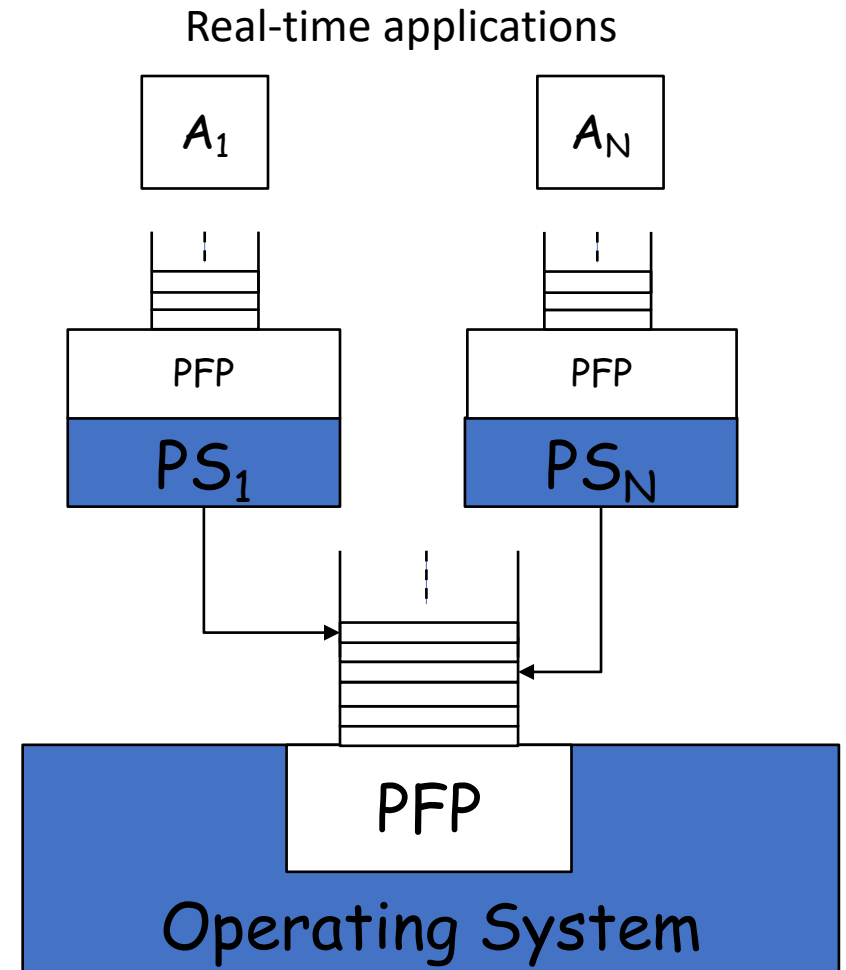 Real-time applications
A₁ Aₙ
PFP PFP
PS₁ PSₙ
PFP
Operating System